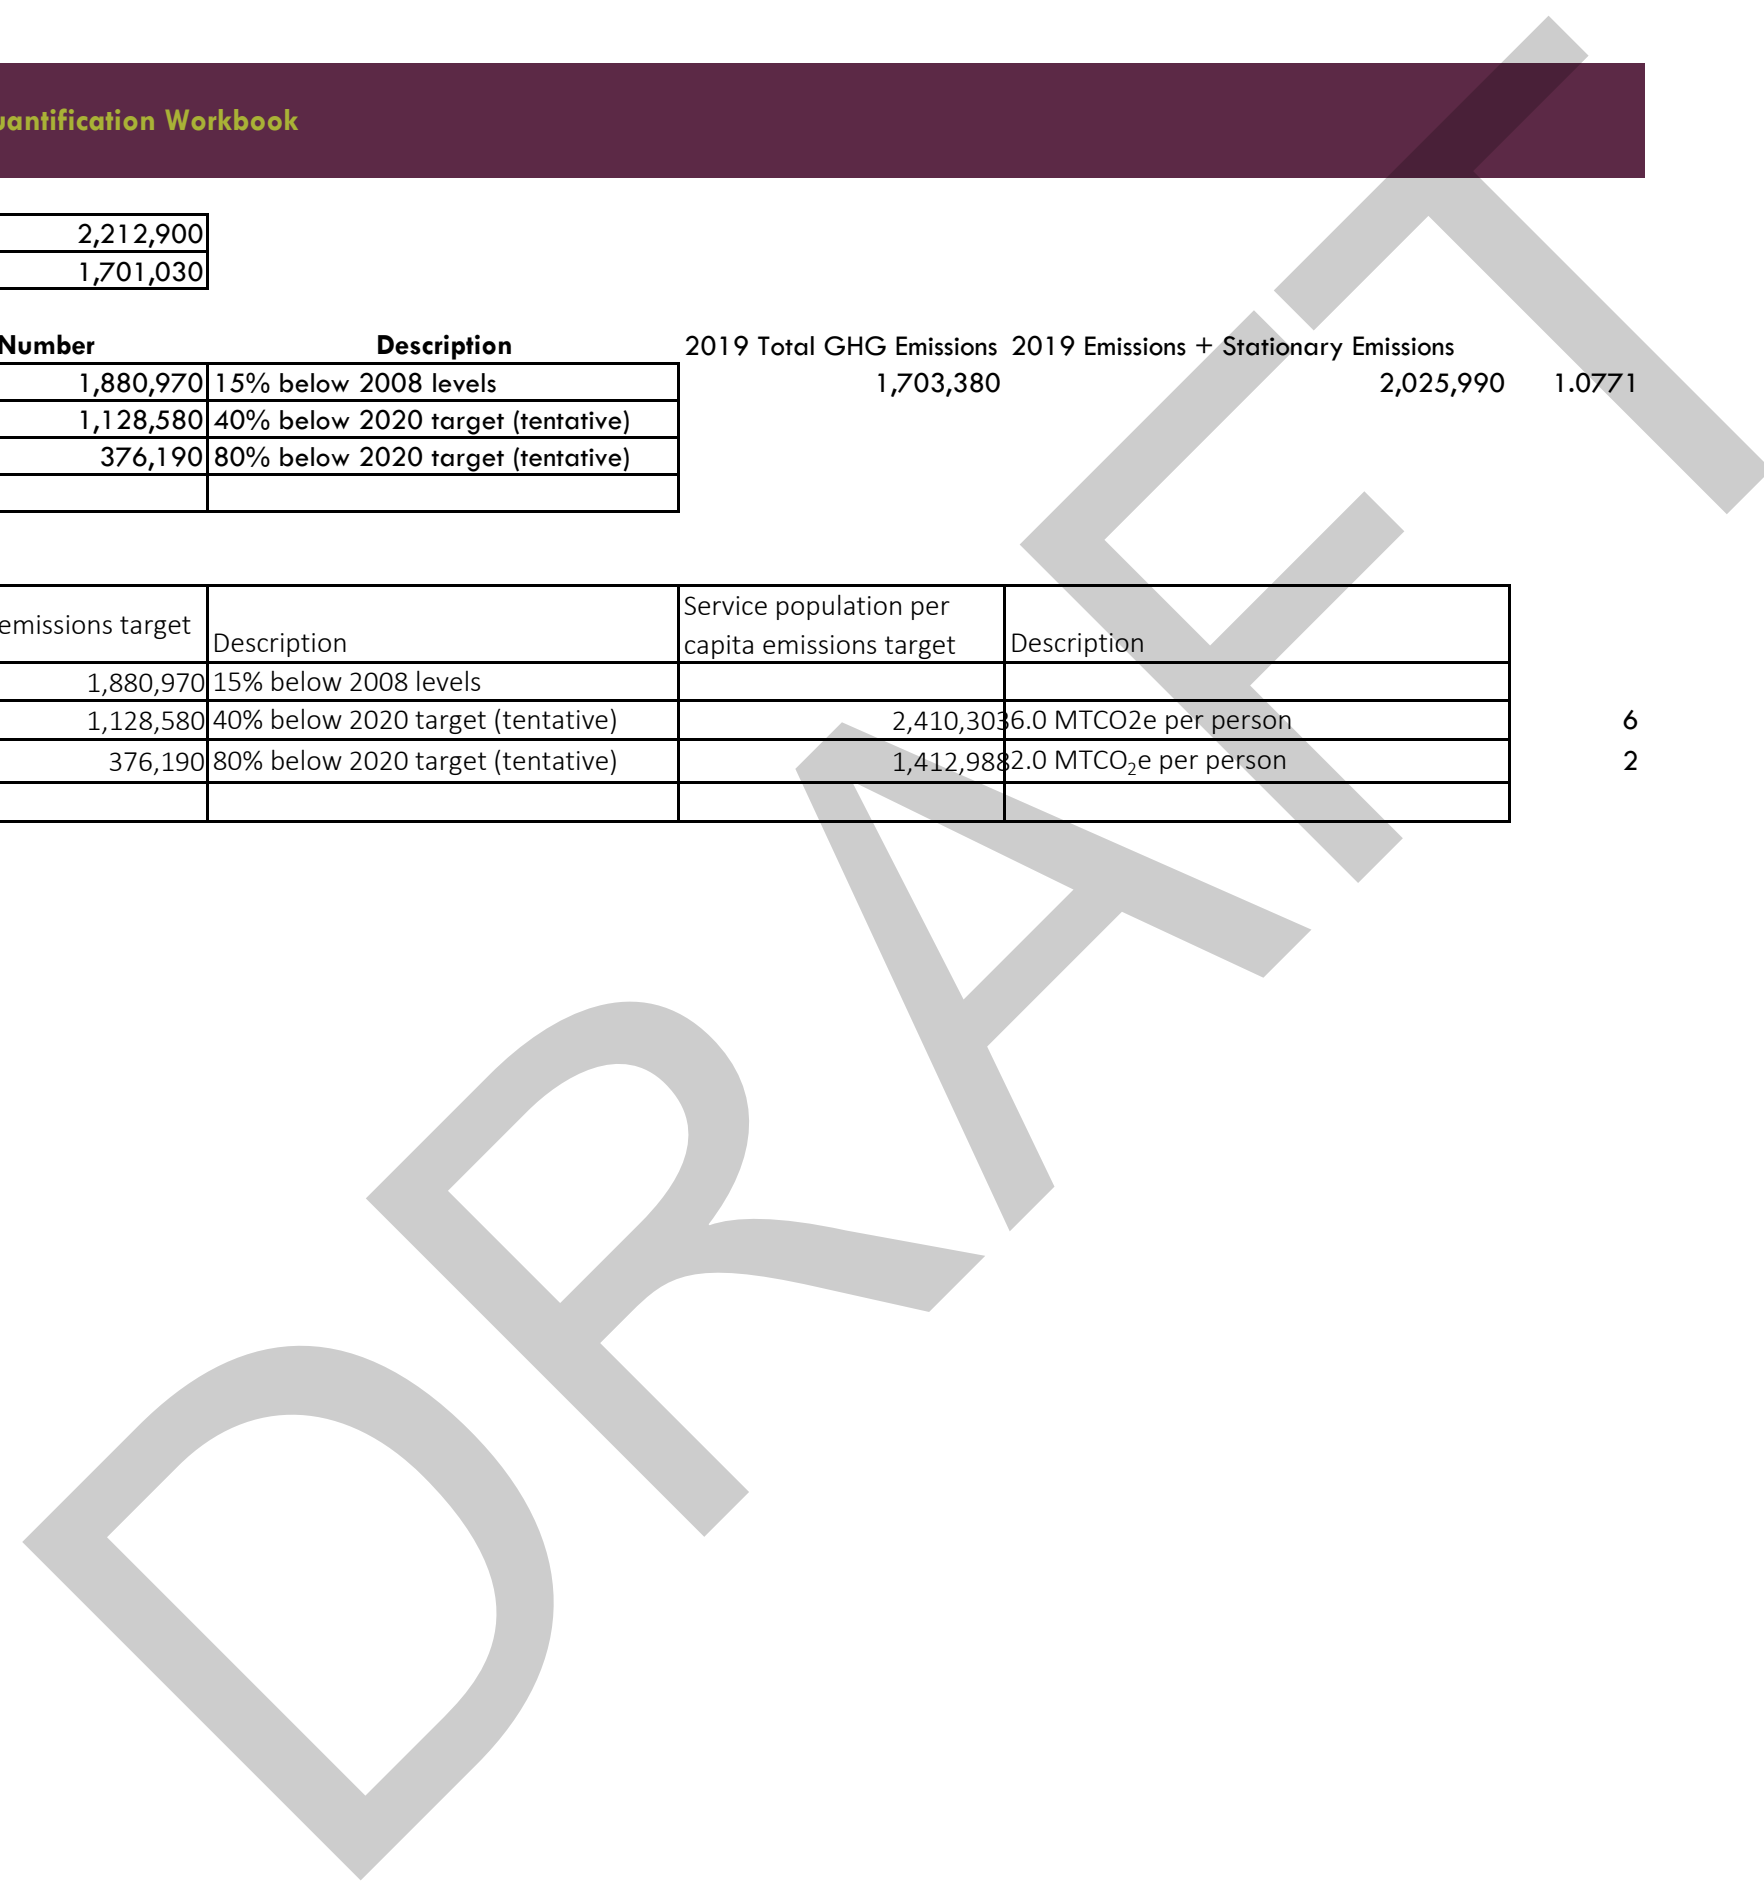 uantification Workbook
2,212,900
1,701,030
Number Description 2019 Total GHG Emissions 2019 Emissions + Stationary Emissions
1,880,970 15% below 2008 levels 1,703,380 2,025,990 1.0771
1,128,580 40% below 2020 target (tentative)
376,190 80% below 2020 target (tentative)
emissions target Description Service population per capita emissions target Description
1,880,970 15% below 2008 levels
1,128,580 40% below 2020 target (tentative) 2,410,303 6.0 MTCO2e per person 6
376,190 80% below 2020 target (tentative) 1,412,988 2.0 MTCO₂e per person 2
DRAFT